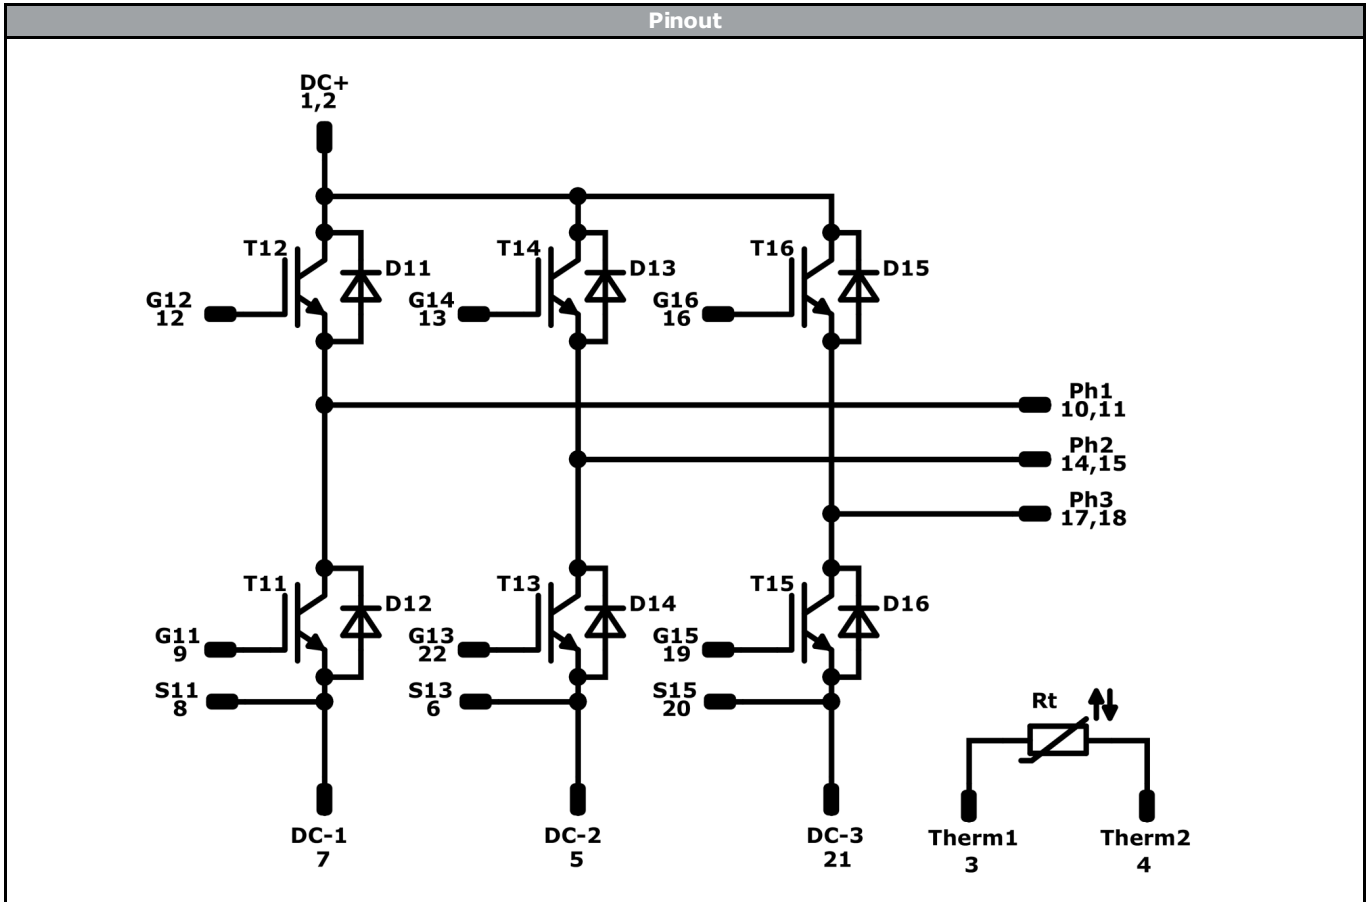 Pinout
DC+
1,2
T12
D11
T14
D13
T16
D15
G12
12
G14
13
G16
16
Ph1
10,11
Ph2
14,15
Ph3
17,18
T11
D12
T13
D14
T15
D16
G11
9
G13
22
G15
19
S11
8
S13
6
S15
20
Rt
DC-1
7
DC-2
5
DC-3
21
Therm1
3
Therm2
4